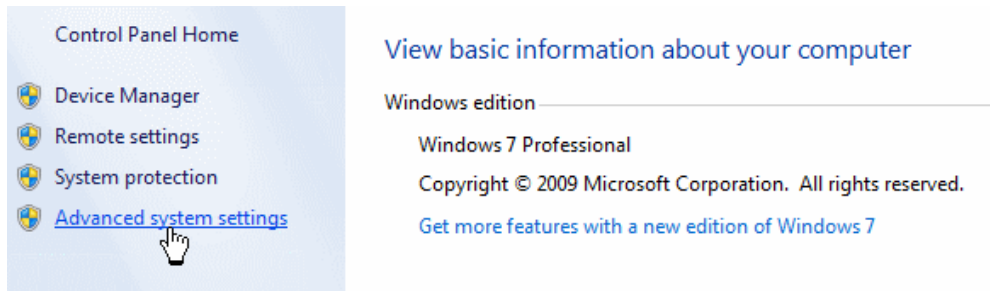 Control Panel Home
Device Manager
Remote settings
System protection
Advanced system settings
View basic information about your computer
Windows edition
Windows 7 Professional
Copyright © 2009 Microsoft Corporation.  All rights reserved.
Get more features with a new edition of Windows 7